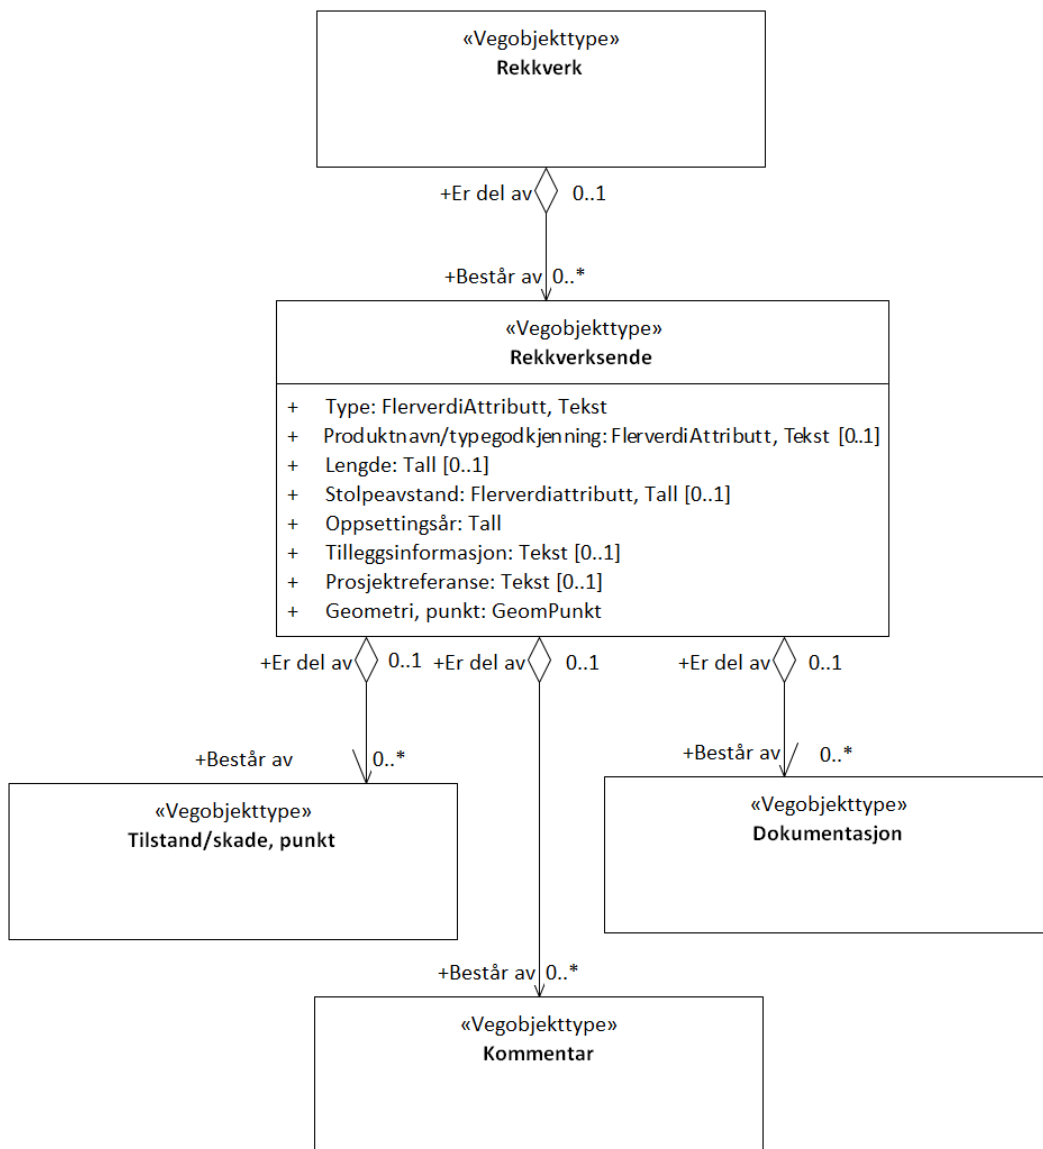 «Vegobjekttype»
Rekkverk
+Er del av 0..1
+Består av 0..*
«Vegobjekttype»
Rekkverksende
+ Type: FlerverdiAttributt, Tekst
+ Produktnavn/typegodkjenning: FlerverdiAttributt, Tekst [0..1]
+ Lengde: Tall [0..1]
+ Stolpeavstand: Flerverdiattributt, Tall [0..1]
+ Oppsettingsår: Tall
+ Tilleggsinformasjon: Tekst [0..1]
+ Prosjektreferanse: Tekst [0..1]
+ Geometri, punkt: GeomPunkt
+Er del av 0..1 +Er del av 0..1 +Er del av 0..1
+Består av 0..* +Består av 0..*
«Vegobjekttype»
Tilstand/skade, punkt
«Vegobjekttype»
Dokumentasjon
+Består av 0..*
«Vegobjekttype»
Kommentar